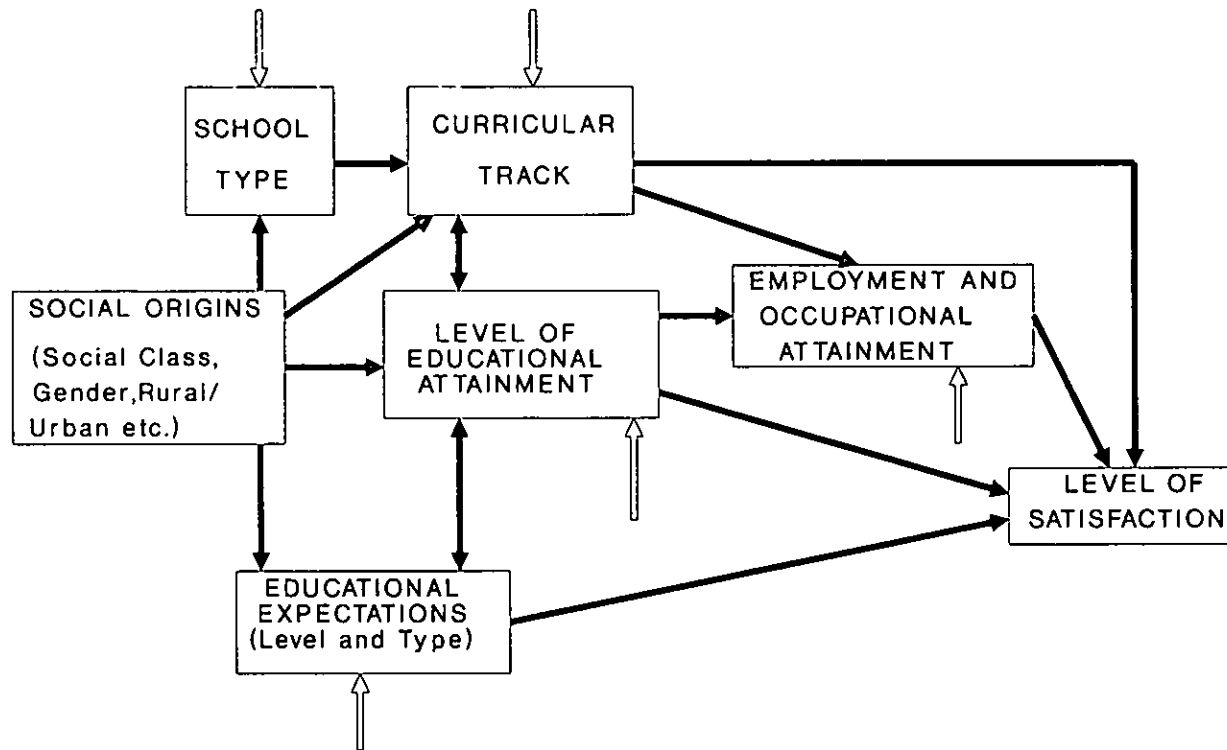 SCHOOL
TYPE
CURRICULAR
TRACK
SOCIAL ORIGINS
(Social Class,
Gender,Rural/
Urban etc.)
LEVEL OF
EDUCATIONAL
ATTAINMENT
EMPLOYMENT AND
OCCUPATIONAL
ATTAINMENT
LEVEL OF
SATISFACTION
EDUCATIONAL
EXPECTATIONS
(Level and Type)